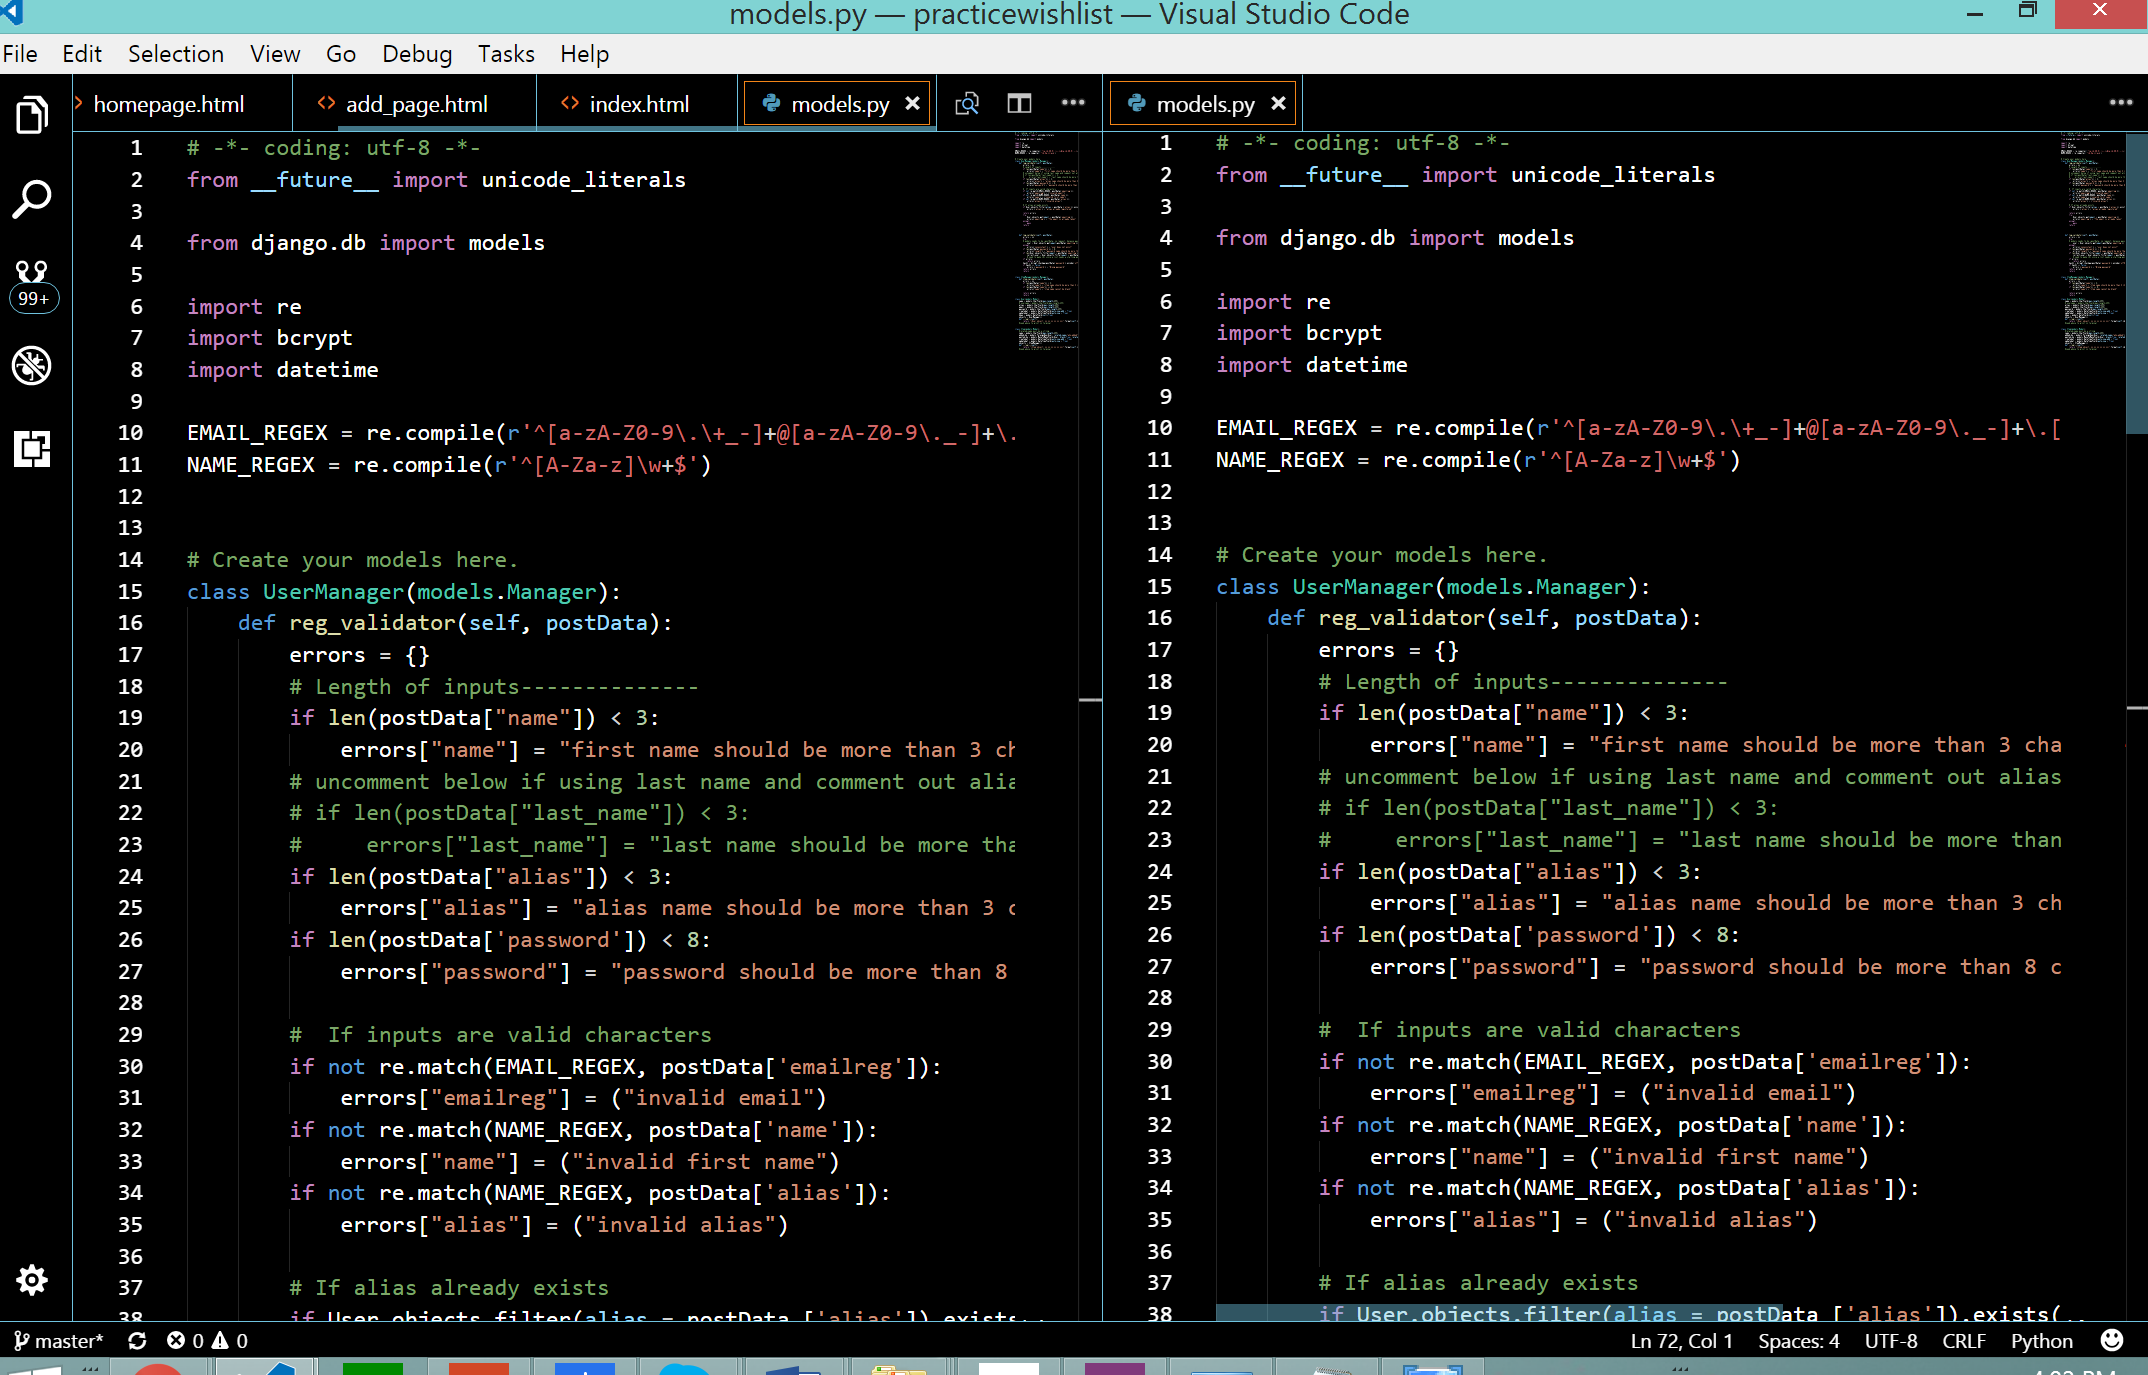 models.py — practicewishlist — Visual Studio Code
File Edit Selection View Go Debug Tasks Help
homepage.html add_page.html index.html models.py
99+
1 # -*- coding: utf-8 -*-
2 from __future__ import unicode_literals
3
4 from django.db import models
5
6 import re
7 import bcrypt
8 import datetime
9
10 EMAIL_REGEX = re.compile(r'^[a-zA-Z0-9\.\+_-]+@[a-zA-Z0-9\._-]+\.
11 NAME_REGEX = re.compile(r'^[A-Za-z]\w+$')
12
13
14 # Create your models here.
15 class UserManager(models.Manager):
16 def reg_validator(self, postData):
17 errors = {}
18 # Length of inputs--------------
19 if len(postData["name"]) < 3:
20 errors["name"] = "first name should be more than 3 ch
21 # uncomment below if using last name and comment out alia
22 # if len(postData["last_name"]) < 3:
23 # errors["last_name"] = "last name should be more tha
24 if len(postData["alias"]) < 3:
25 errors["alias"] = "alias name should be more than 3 c
26 if len(postData['password']) < 8:
27 errors["password"] = "password should be more than 8
28
29 # If inputs are valid characters
30 if not re.match(EMAIL_REGEX, postData['emailreg']):
31 errors["emailreg"] = ("invalid email")
32 if not re.match(NAME_REGEX, postData['name']):
33 errors["name"] = ("invalid first name")
34 if not re.match(NAME_REGEX, postData['alias']):
35 errors["alias"] = ("invalid alias")
36
37 # If alias already exists
38 if User.objects.filter(alias = postData ['alias']).exists
models.py
1 # -*- coding: utf-8 -*-
2 from __future__ import unicode_literals
3
4 from django.db import models
5
6 import re
7 import bcrypt
8 import datetime
9
10 EMAIL_REGEX = re.compile(r'^[a-zA-Z0-9\.\+_-]+@[a-zA-Z0-9\._-]+\.[
11 NAME_REGEX = re.compile(r'^[A-Za-z]\w+$')
12
13
14 # Create your models here.
15 class UserManager(models.Manager):
16 def reg_validator(self, postData):
17 errors = {}
18 # Length of inputs--------------
19 if len(postData["name"]) < 3:
20 errors["name"] = "first name should be more than 3 cha
21 # uncomment below if using last name and comment out alias
22 # if len(postData["last_name"]) < 3:
23 # errors["last_name"] = "last name should be more than
24 if len(postData["alias"]) < 3:
25 errors["alias"] = "alias name should be more than 3 ch
26 if len(postData['password']) < 8:
27 errors["password"] = "password should be more than 8 c
28
29 # If inputs are valid characters
30 if not re.match(EMAIL_REGEX, postData['emailreg']):
31 errors["emailreg"] = ("invalid email")
32 if not re.match(NAME_REGEX, postData['name']):
33 errors["name"] = ("invalid first name")
34 if not re.match(NAME_REGEX, postData['alias']):
35 errors["alias"] = ("invalid alias")
36
37 # If alias already exists
38 if User.objects.filter(alias = postData ['alias']).exists(
master* 0 0 Ln 72, Col 1 Spaces: 4 UTF-8 CRLF Python